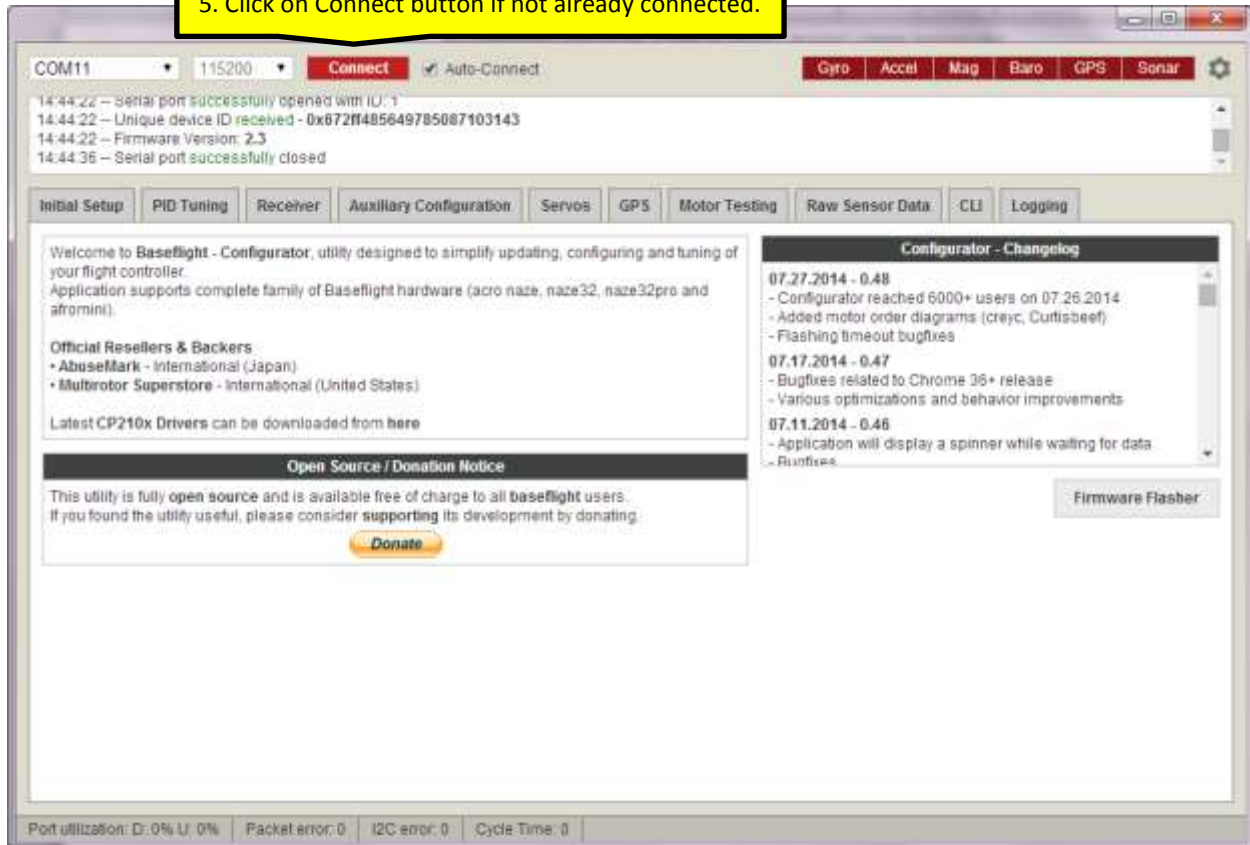 5. Click on Connect button if not already connected.
COM11 115200 Connect Auto-Connect Gyro Accel Mag Baro GPS Sonar
14:44:22 -- Serial port successfully opened with ID: 1
14:44:22 -- Unique device ID received - 0x672ff485649785087103143
14:44:22 -- Firmware Version: 2.3
14:44:36 -- Serial port successfully closed
Initial Setup PID Tuning Receiver Auxiliary Configuration Servos GPS Motor Testing Raw Sensor Data CLI Logging
Welcome to Baseflight - Configurator, utility designed to simplify updating, configuring and tuning of
your flight controller.
Application supports complete family of Baseflight hardware (acro naze, naze32, naze32pro and
afromini).
Official Resellers & Backers
• AbuseMark - International (Japan)
• Multirotor Superstore - International (United States)
Latest CP210x Drivers can be downloaded from here
Open Source / Donation Notice
This utility is fully open source and is available free of charge to all baseflight users.
If you found the utility useful, please consider supporting its development by donating.
Donate
Configurator - Changelog
07.27.2014 - 0.48
- Configurator reached 6000+ users on 07.26.2014
- Added motor order diagrams (creyc, Curtisbeef)
- Flashing timeout bugfixes
07.17.2014 - 0.47
- Bugfixes related to Chrome 36+ release
- Various optimizations and behavior improvements
07.11.2014 - 0.46
- Application will display a spinner while waiting for data
- Bugfixes
Firmware Flasher
Port utilization: D: 0% U: 0% Packet error: 0 I2C error: 0 Cycle Time: 0